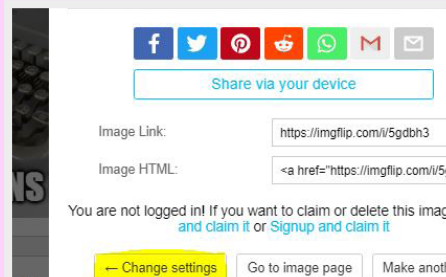 f
M
Share via your device
Image Link:
https://imgflip.com/i/5gdbh3
Image HTML:
<a href="https://imgflip.com/i/5g
NS
You are not logged in! If you want to claim or delete this imag
and claim it or Signup and claim it
← Change settings
Go to image page
Make anot